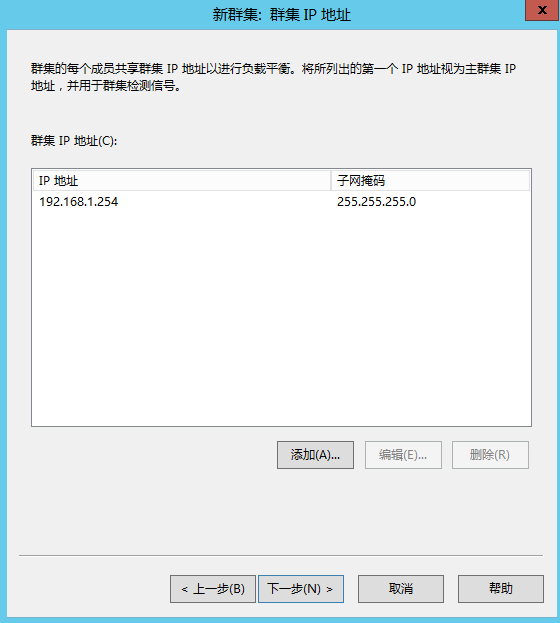 新群集: 群集 IP 地址
x
群集的每个成员共享群集 IP 地址以进行负载平衡。将所列出的第一个 IP 地址视为主群集 IP
地址，并用于群集检测信号。
群集 IP 地址(C):
IP 地址 子网掩码
192.168.1.254 255.255.255.0
添加(A)... 编辑(E)... 删除(R)
< 上一步(B) 下一步(N) > 取消 帮助